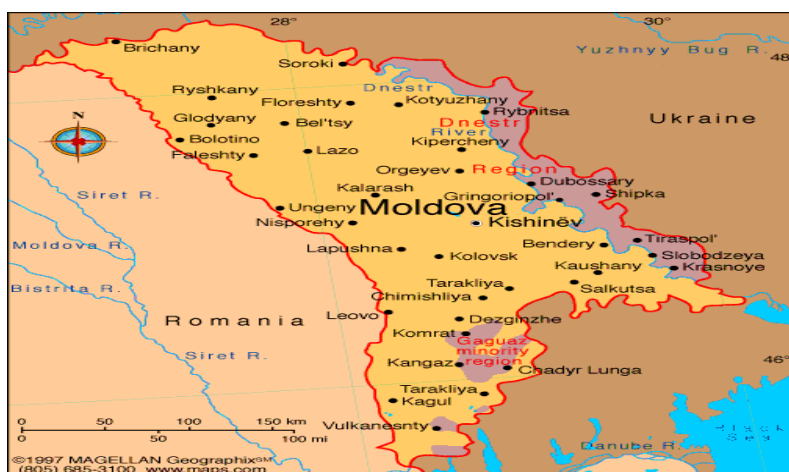 28°
30°
Brichany
Yuzhnyy Bug R.
48
Soroki
Dnestr
Ryshkany
Floreshty
Kotyuzhany
Rybnitsa
N
Glodyany
Bel'tsy
Dnestr
Ukraine
River
Bolotino
Kipercheny
Faleshty
Lazo
Orgeyev
Region
Dubossary
Siret R.
Kalarash
Gringoriopol'
Shipka
Ungeny
Moldova
Nisporehy
Kishinëv
Moldova R.
Lapushna
Bendery
Tiraspol'
Kolovsk
Slobodzeya
Kaushany
Krasnoye
Bistrita R.
Tarakliya
Salkutsa
Chimishliya
Romania
Leovo
Dezginzhe
Komrat
Gaguaz
minority
region
Siret R.
46°
Kangaz
Chadyr Lunga
Tarakliya
Kagul
0 50 100 150 km
Vulkanesnty
Black
Sea
0 50 100 mi
Danube R.
©1997 MAGELLAN Geographix℠
(805) 685-3100 www.maps.com